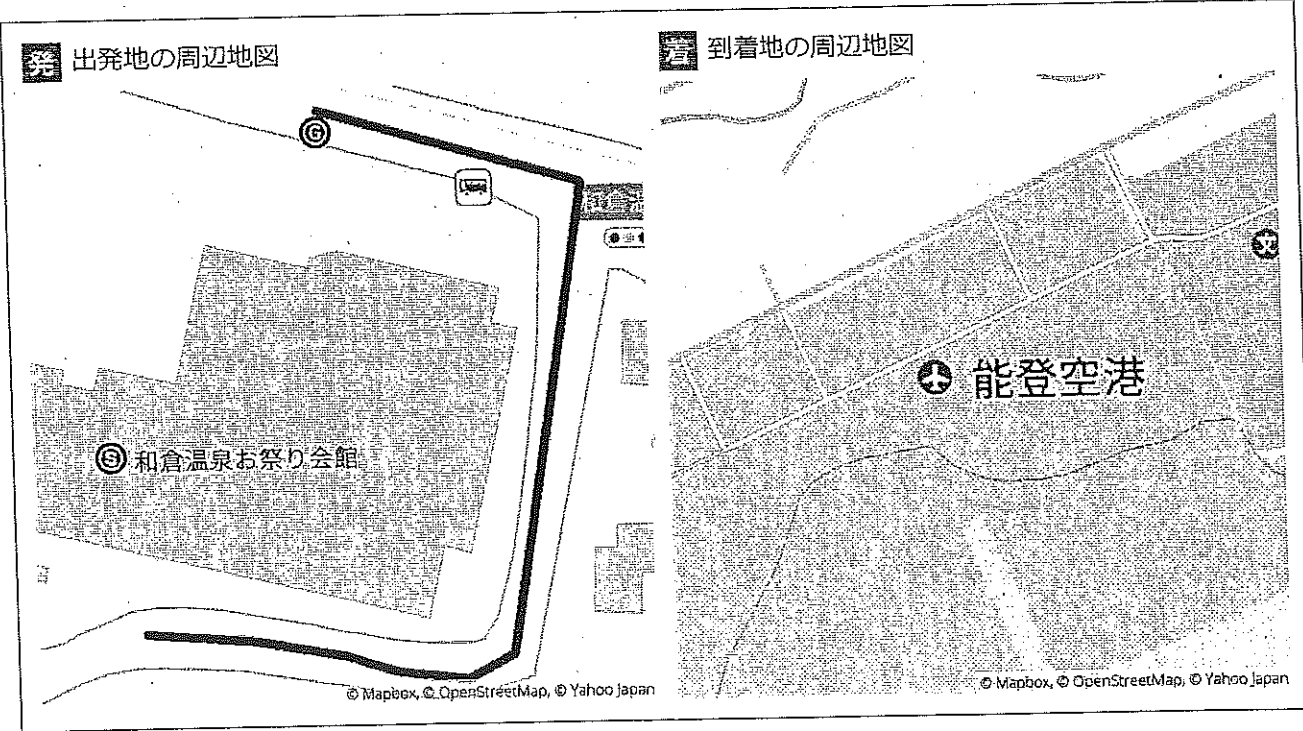 発 出発地の周辺地図
着 到着地の周辺地図
G
S 和倉温泉お祭り会館
能登空港
© Mapbox, © OpenStreetMap, © Yahoo Japan
© Mapbox, © OpenStreetMap, © Yahoo Japan